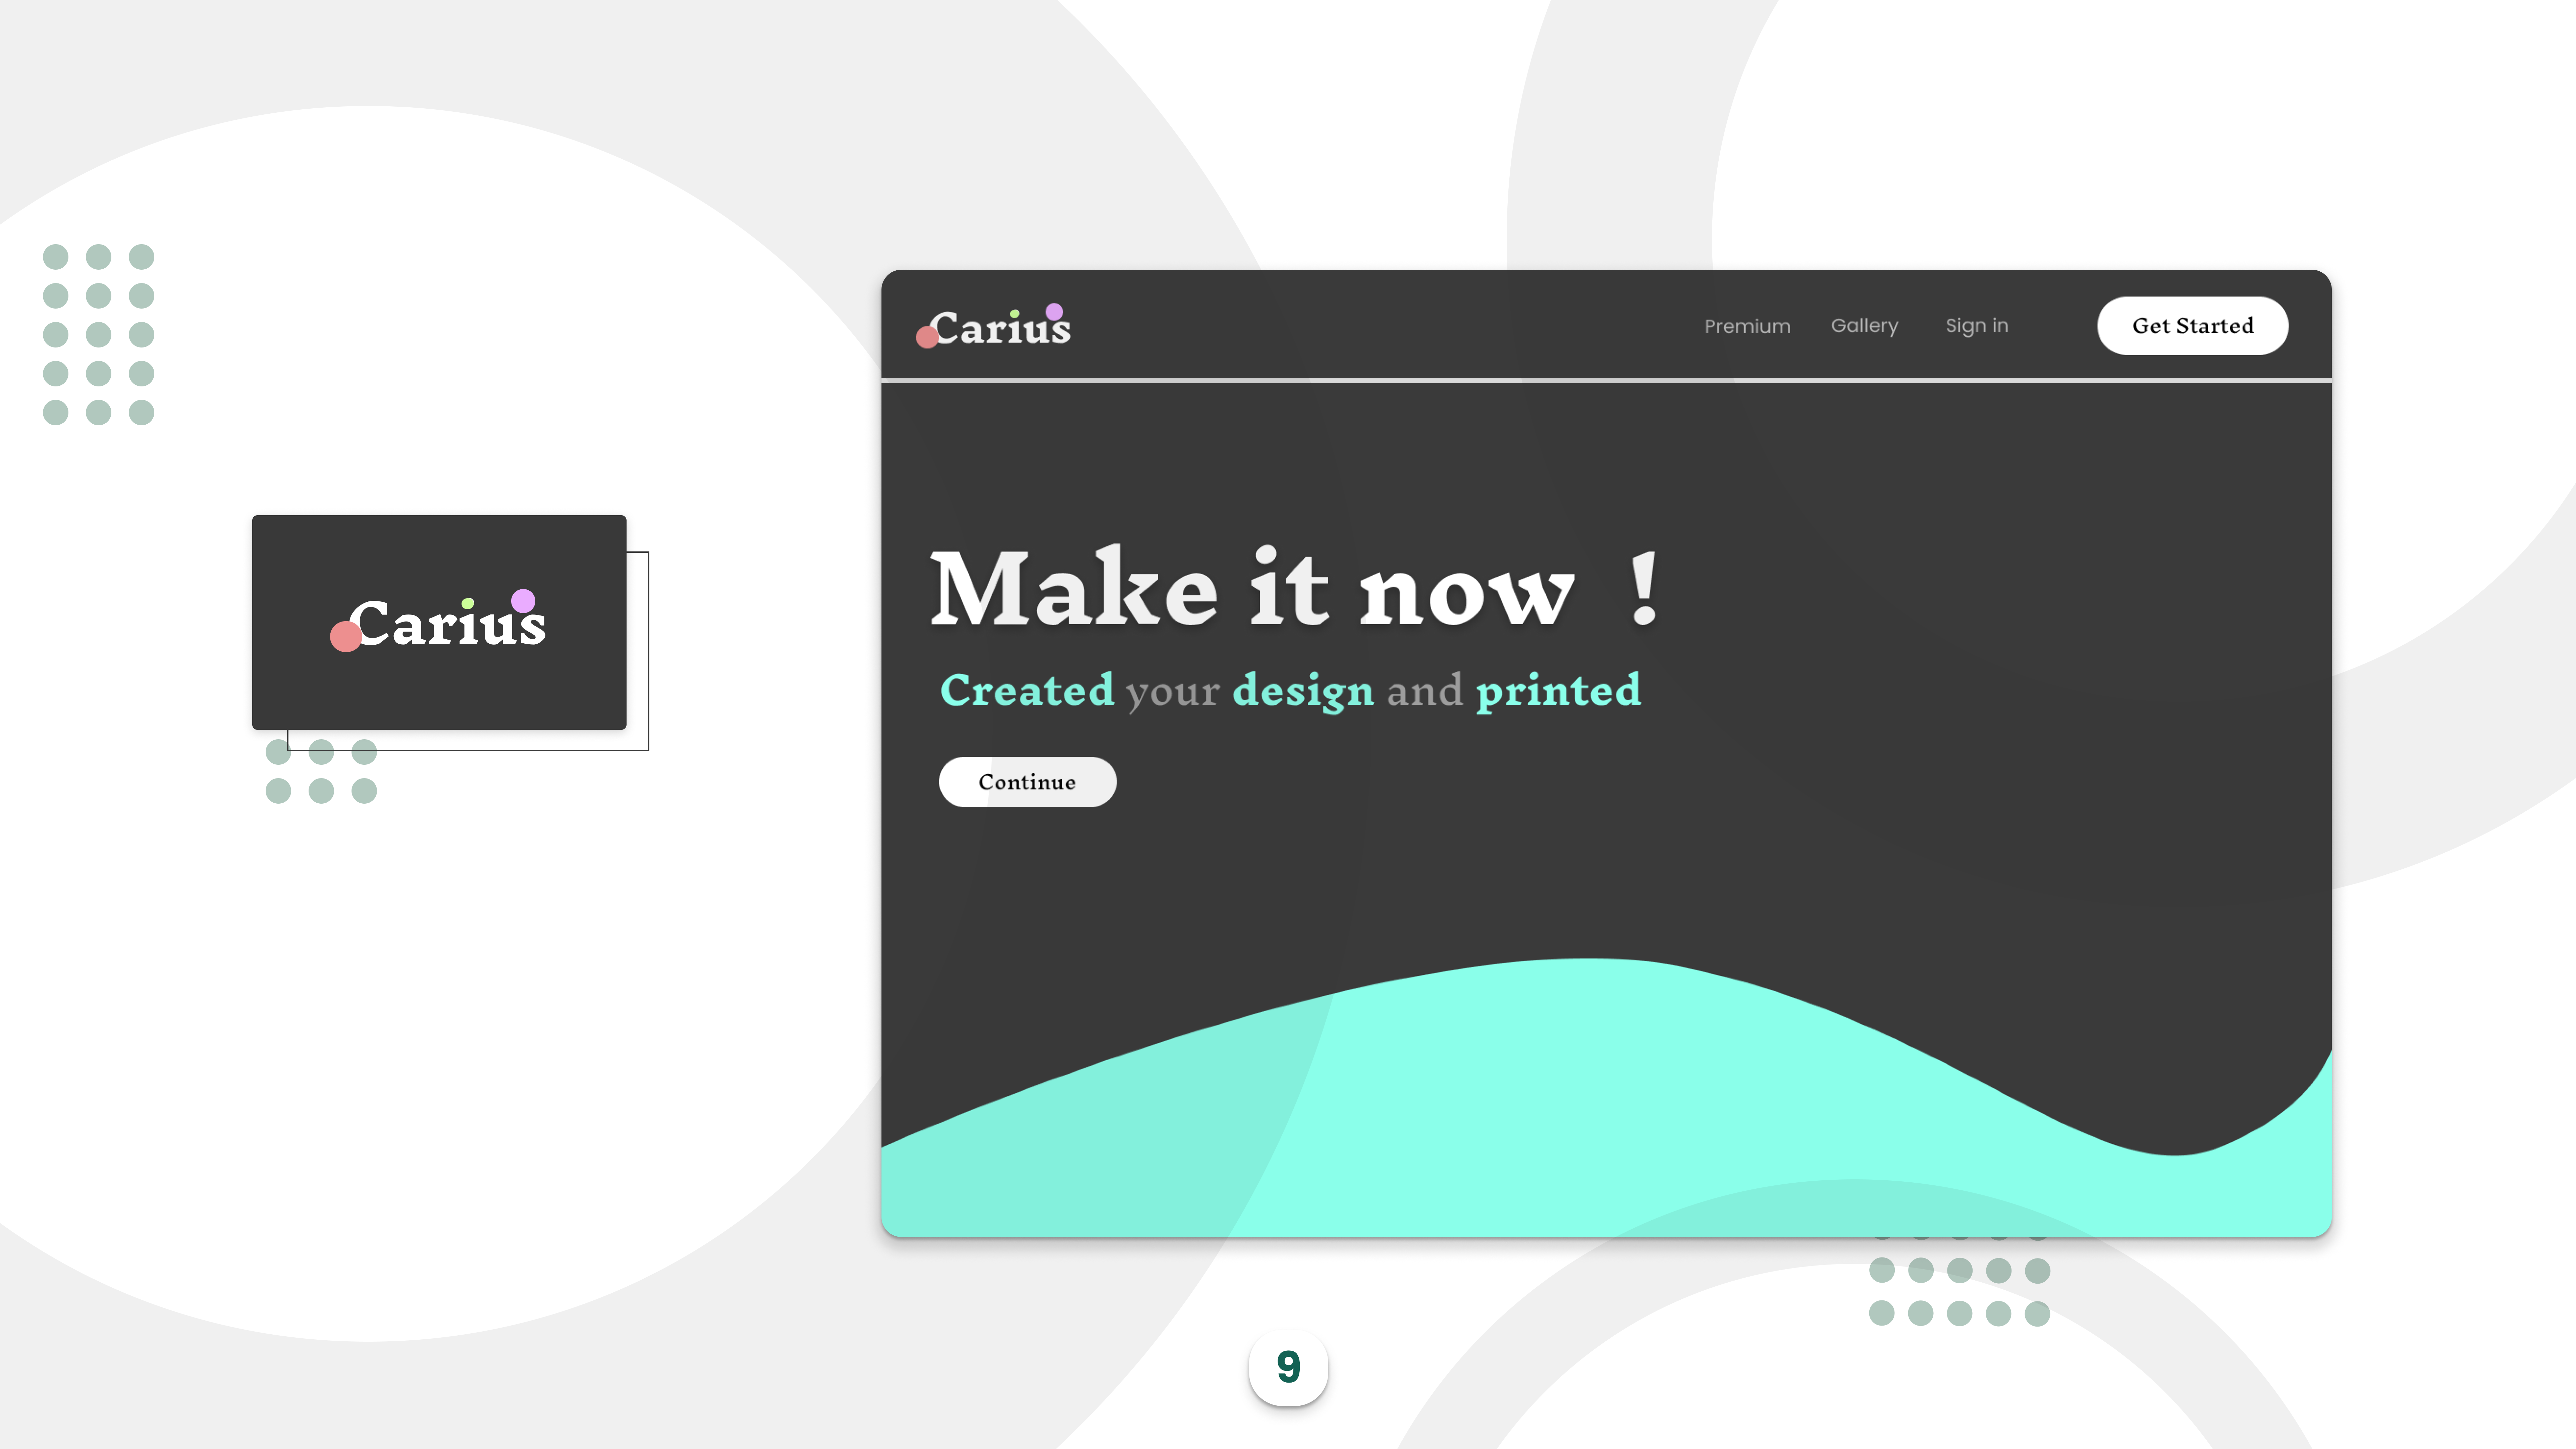 Carius
Carius
Premium Gallery Sign in Get Started
Make it now !
Created your design and printed
Continue
9